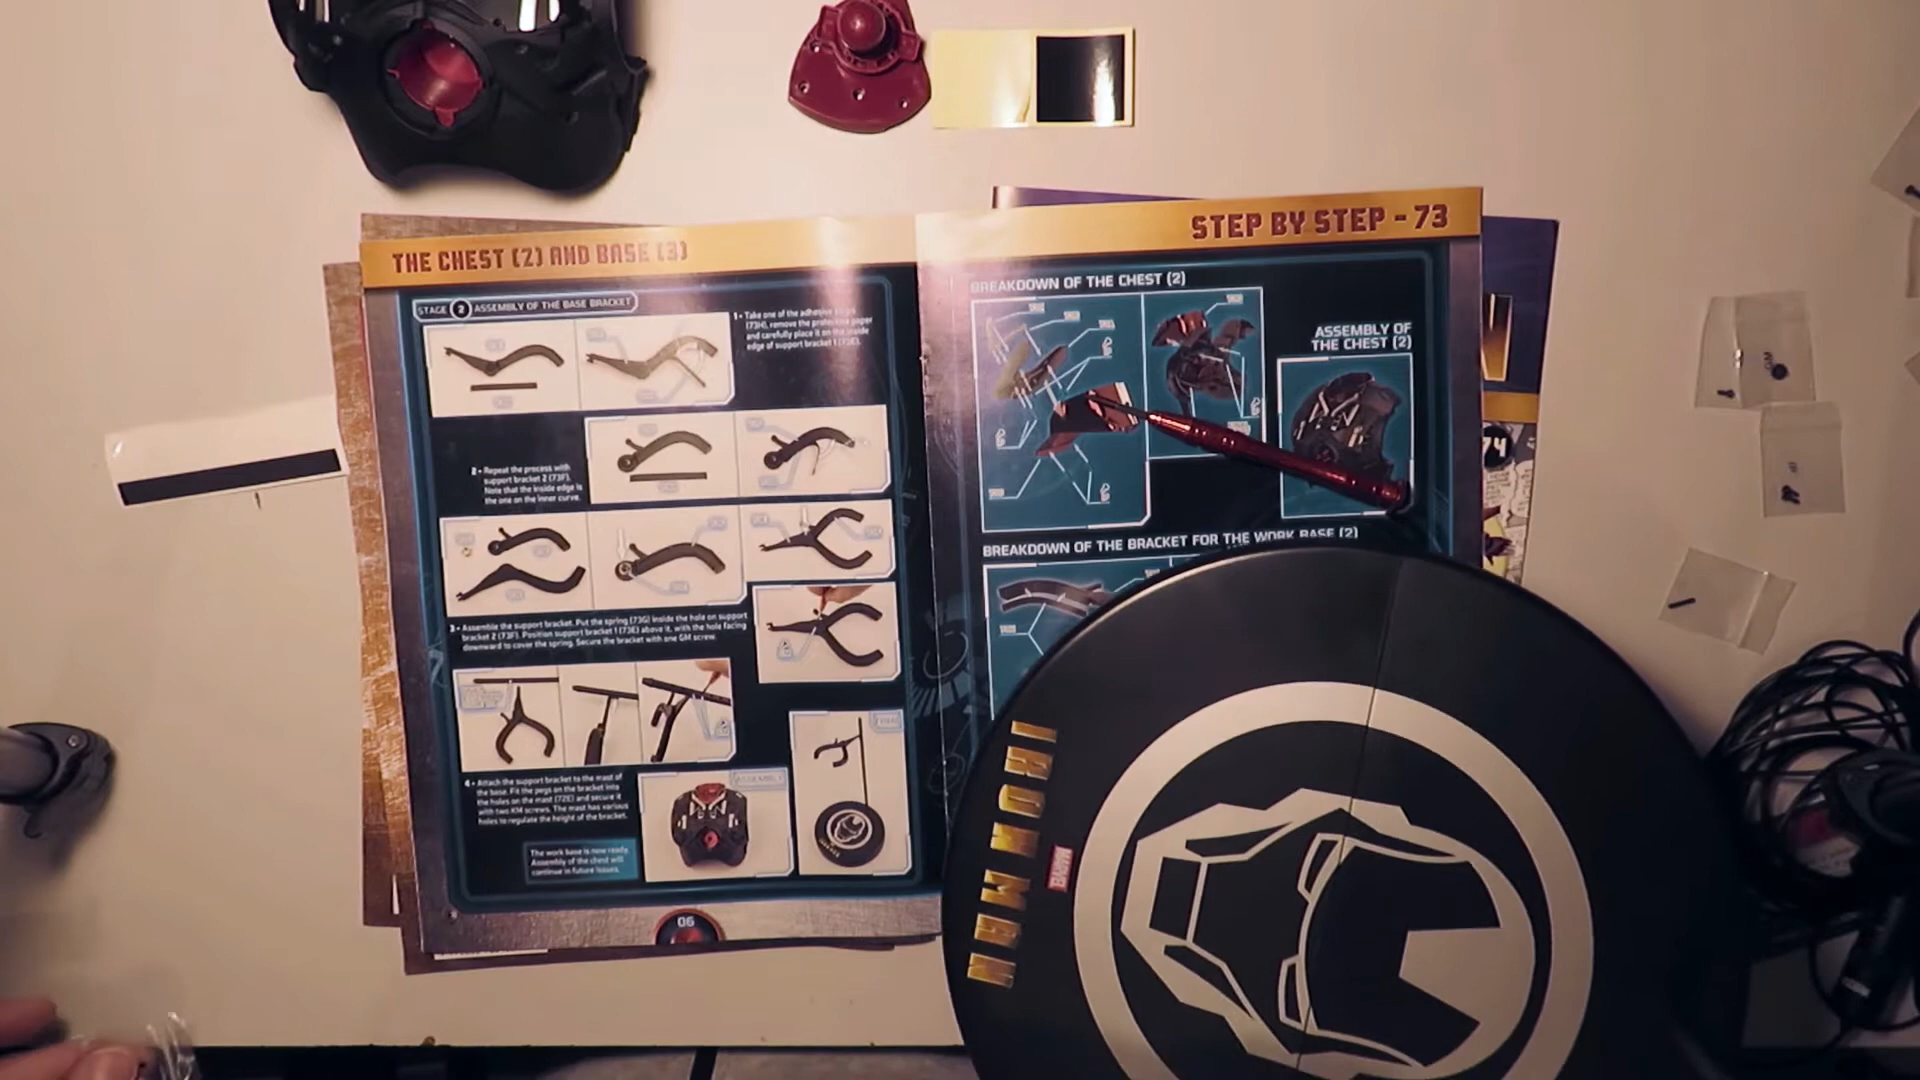 THE CHEST (2) AND BASE (3)
STAGE 2 ASSEMBLY OF THE BASE BRACKET
1 - Take one of the adhesive
(73H), remove the protective paper
and carefully place it on the inside
edge of support bracket 1 (73E).
2 - Repeat the process with
support bracket 2 (73F).
Note that the inside edge is
the one on the inner curve.
3 - Assemble the support bracket. Put the spring (73G) inside the hole on support
bracket 2 (73F). Position support bracket 1 (73E) above it, with the hole facing
downward to cover the spring. Secure the bracket with one GM screw.
4 - Attach the support bracket to the mast of
the base. Fit the pegs on the bracket into
the holes on the mast (72E) and secure it
with two KM screws. The mast has various
holes to regulate the height of the bracket.
The work base is now ready.
Assembly of the chest will
continue in future issues.
ASSEMBLY
06
STEP BY STEP - 73
BREAKDOWN OF THE CHEST (2)
ASSEMBLY OF
THE CHEST (2)
BREAKDOWN OF THE BRACKET FOR THE WORK BASE (2)
74
GM
IRON MAN
MARVEL